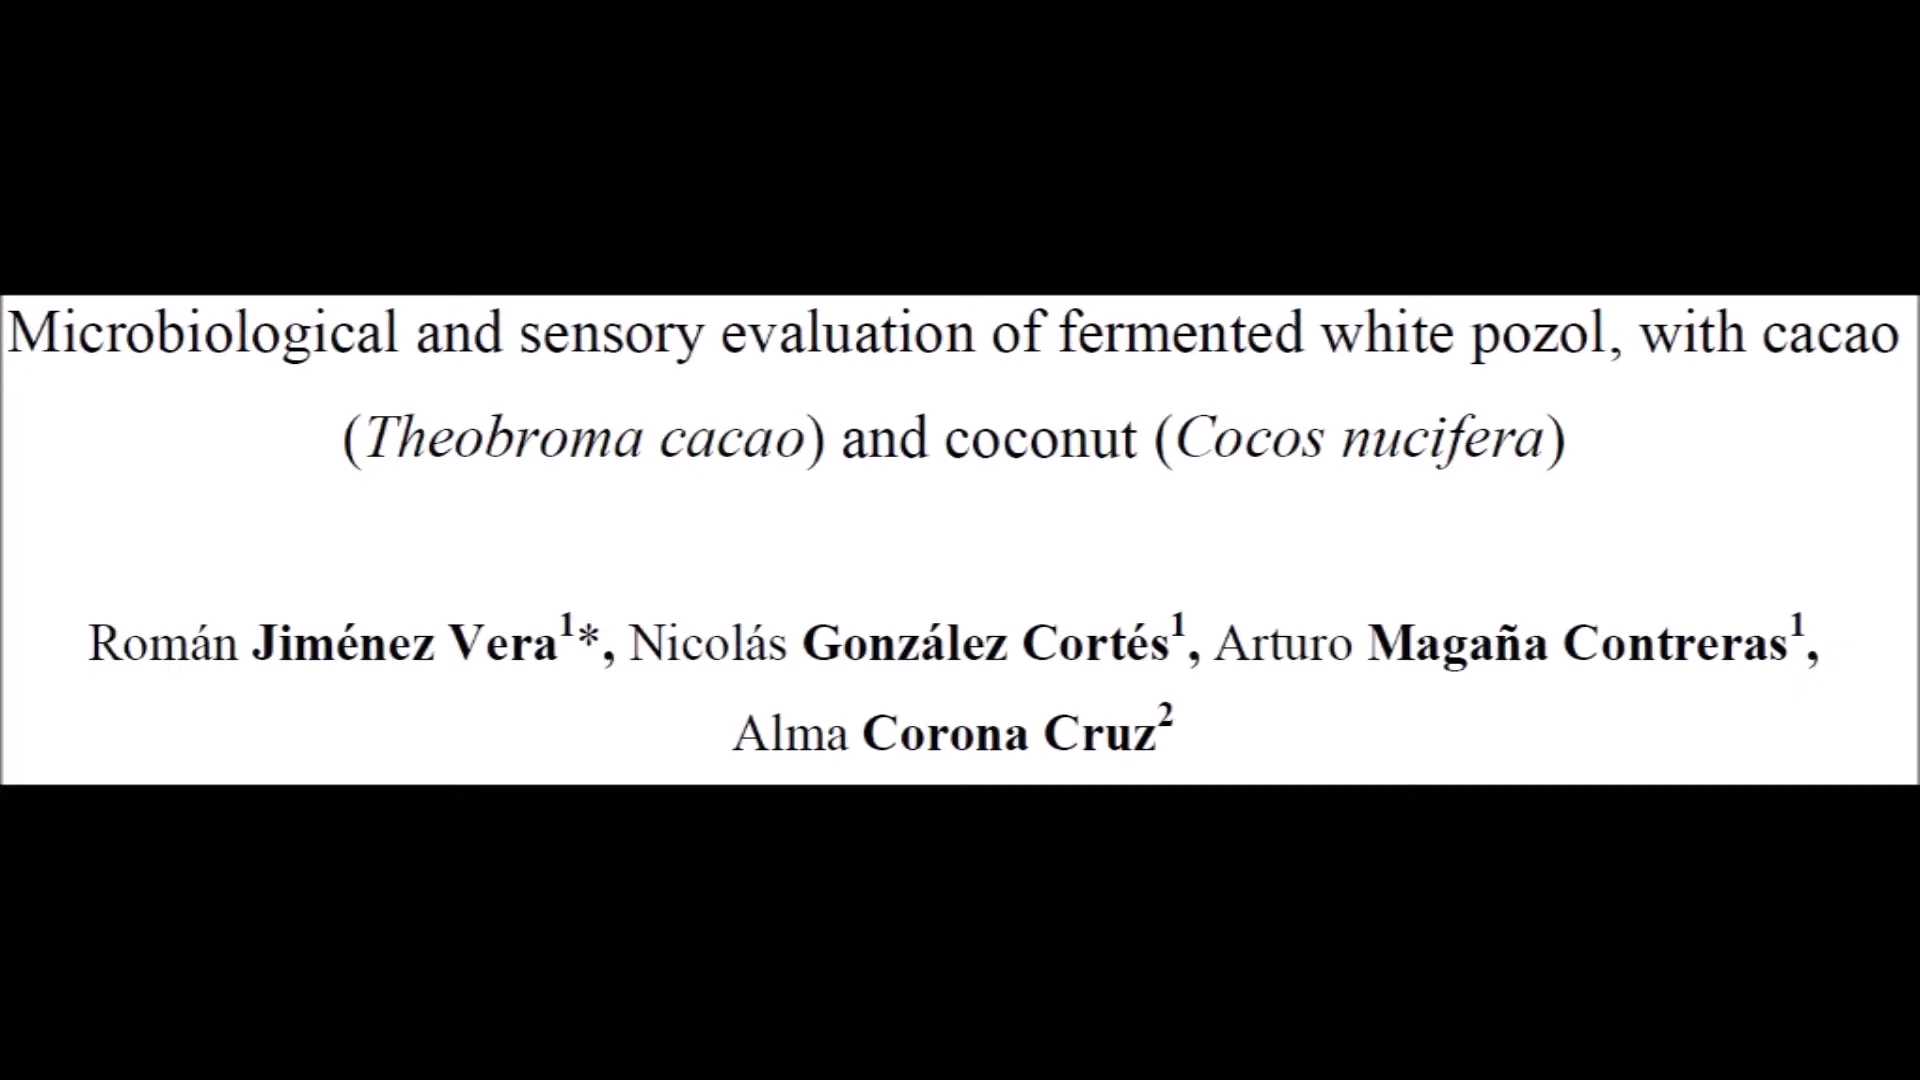 Microbiological and sensory evaluation of fermented white pozol, with cacao
(Theobroma cacao) and coconut (Cocos nucifera)
Román Jiménez Vera¹*, Nicolás González Cortés¹, Arturo Magaña Contreras¹,
Alma Corona Cruz²